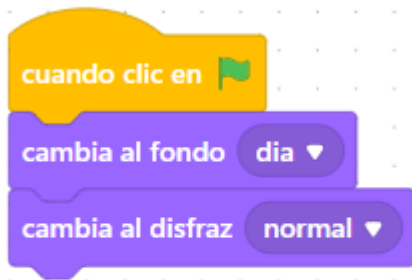 cuando clic en
cambia al fondo dia
cambia al disfraz normal